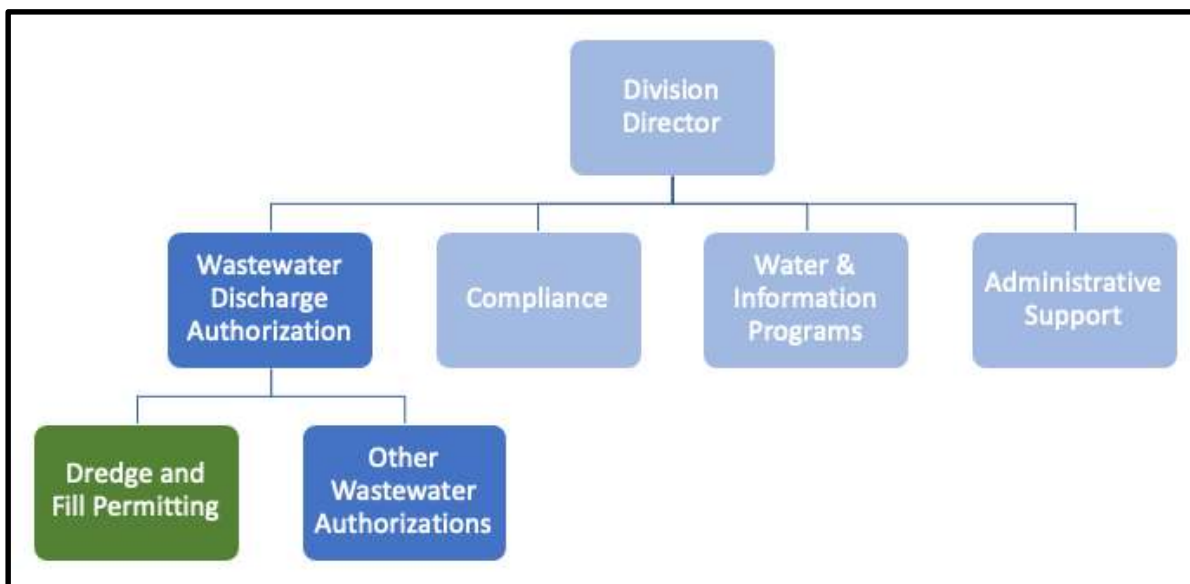 Division
Director
Wastewater
Discharge
Authorization
Compliance
Water &
Information
Programs
Administrative
Support
Dredge and
Fill Permitting
Other
Wastewater
Authorizations